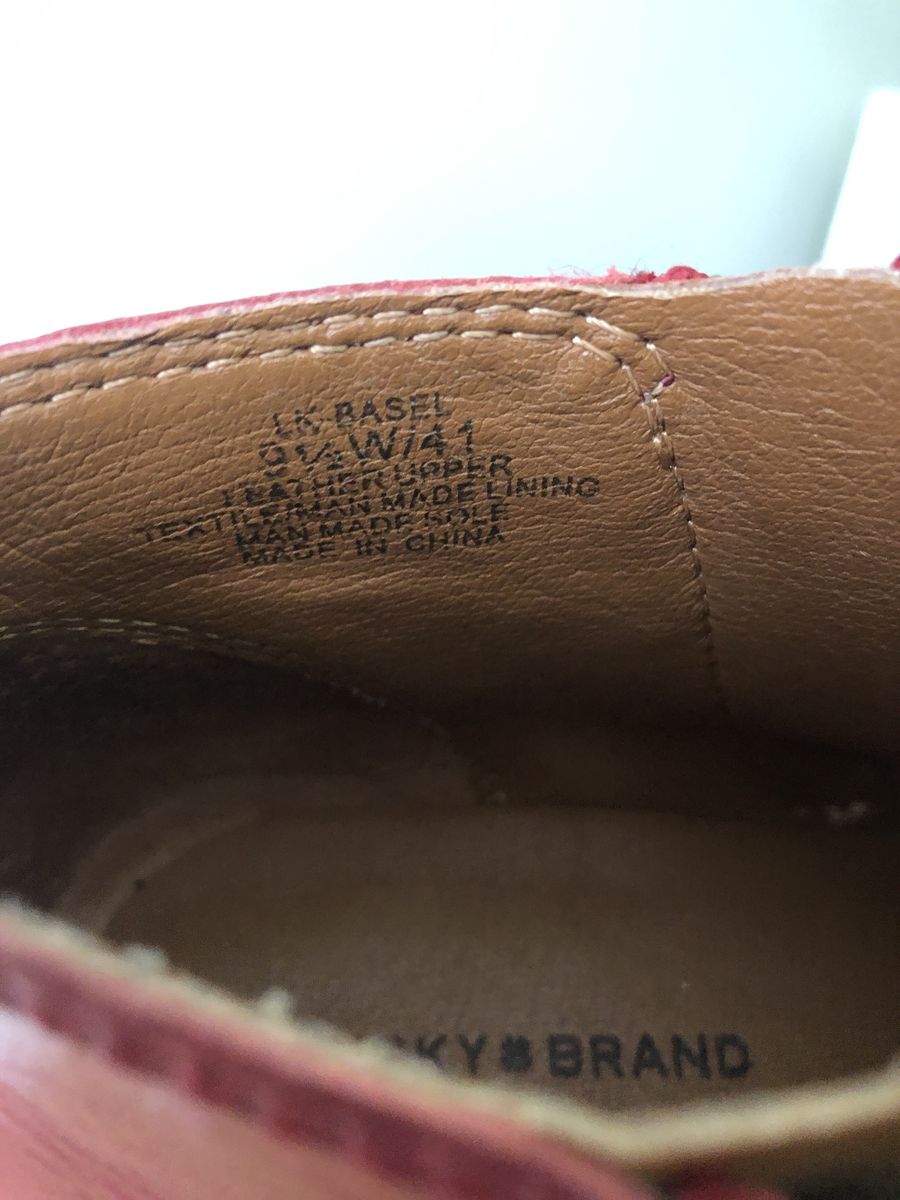 LK-BASEL
9½W/41
LEATHER UPPER
TEXTILE/MAN MADE LINING
MAN MADE SOLE
MADE IN CHINA
KY BRAND